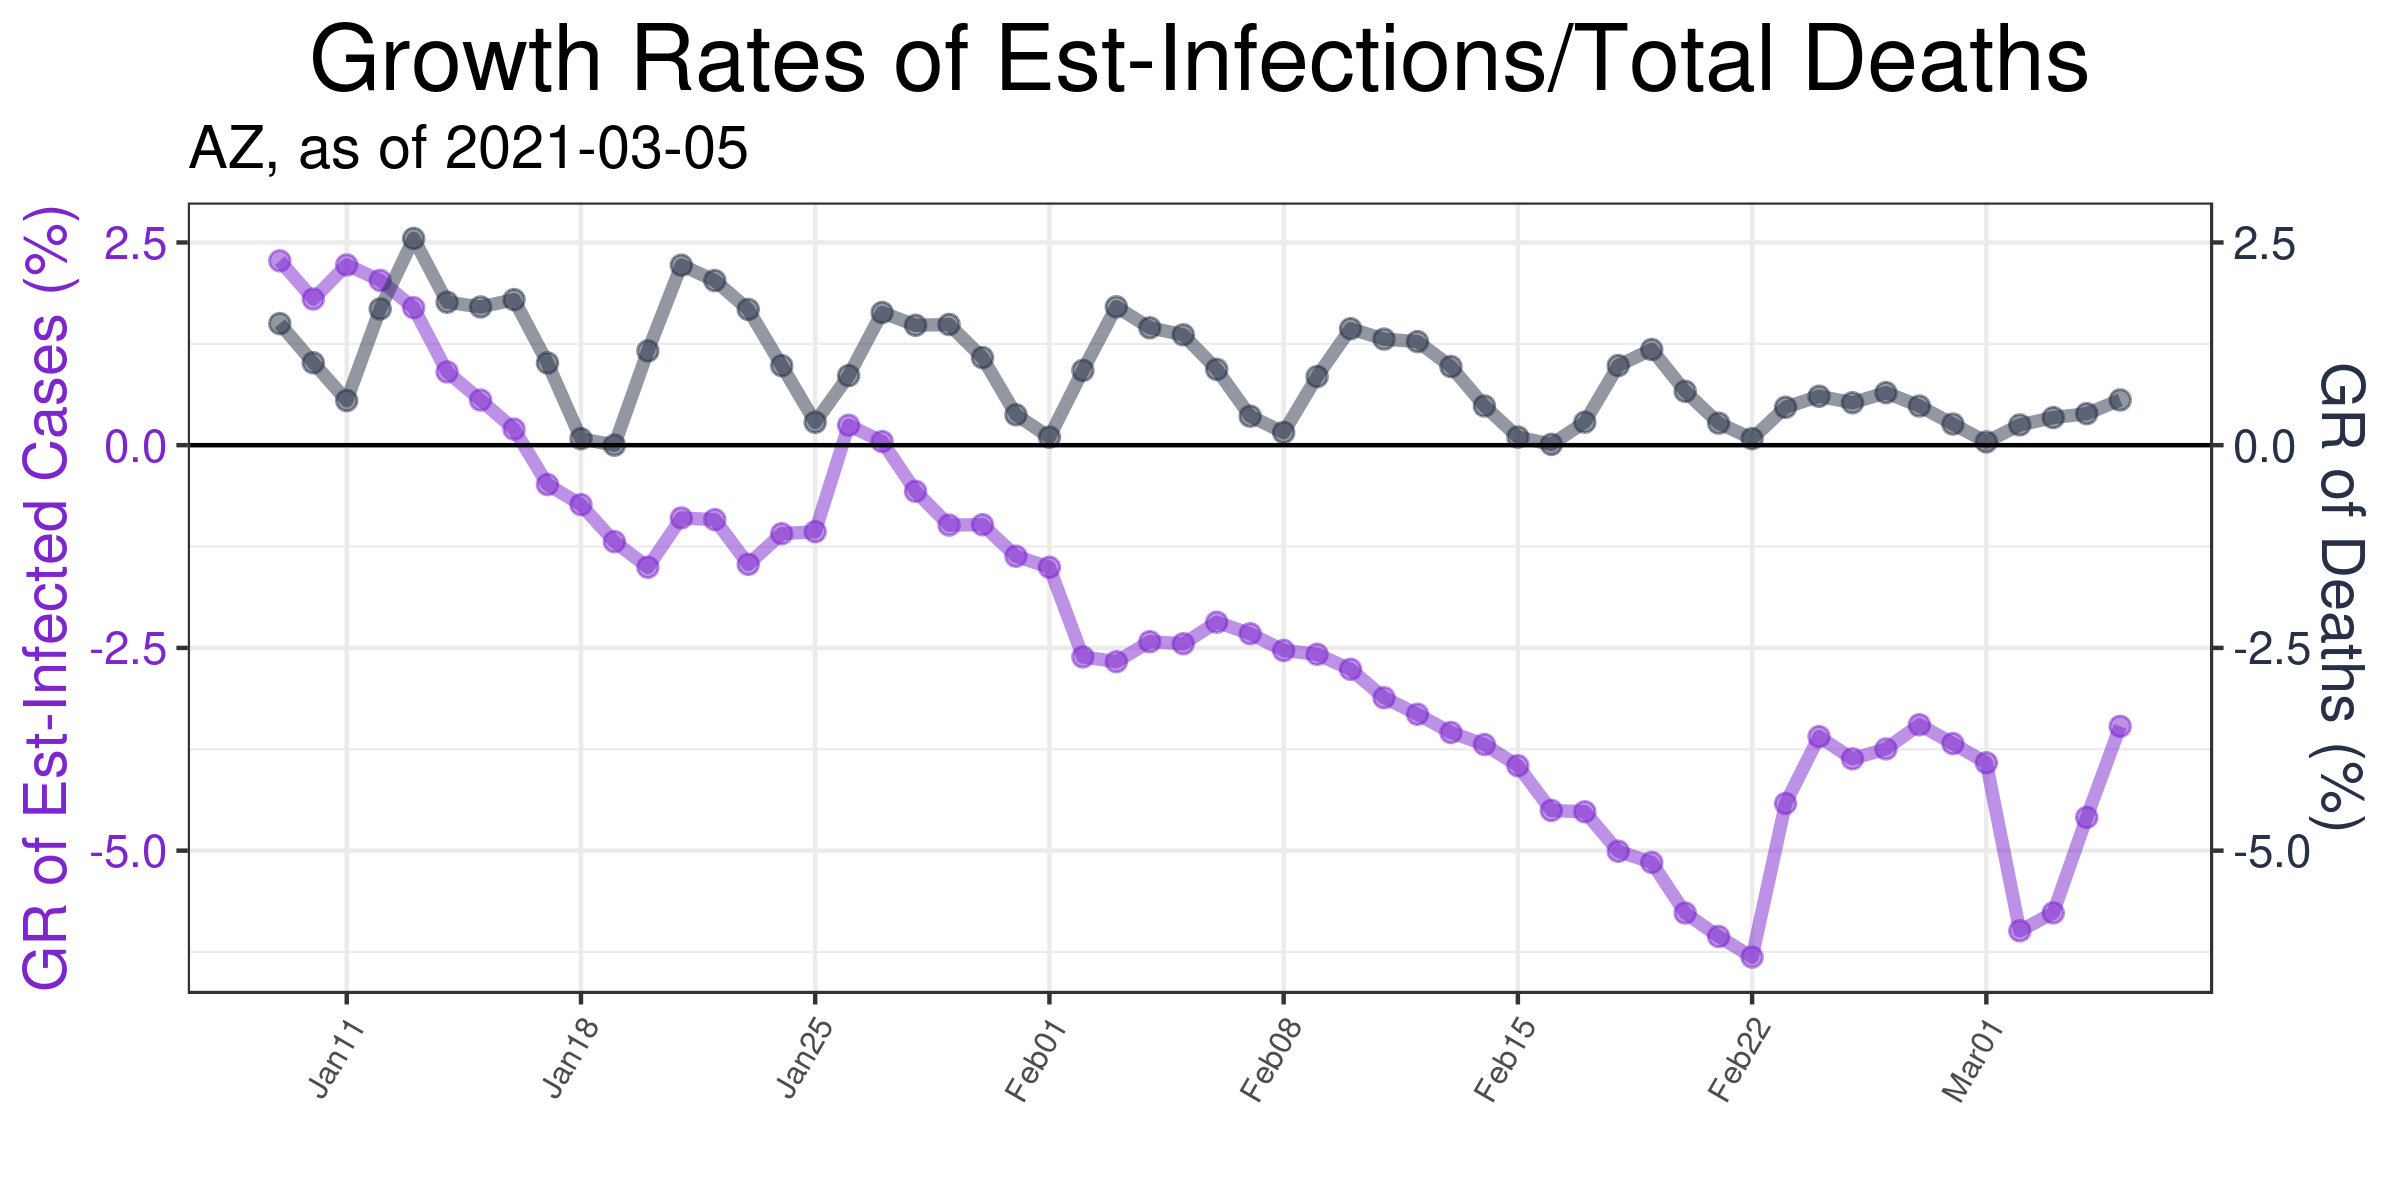 Growth Rates of Est-Infections/Total Deaths
AZ, as of 2021-03-05
GR of Est-Infected Cases (%)
2.5
0.0
-2.5
-5.0
2.5
0.0
-2.5
-5.0
GR of Deaths (%)
Jan11
Jan18
Jan25
Feb01
Feb08
Feb15
Feb22
Mar01